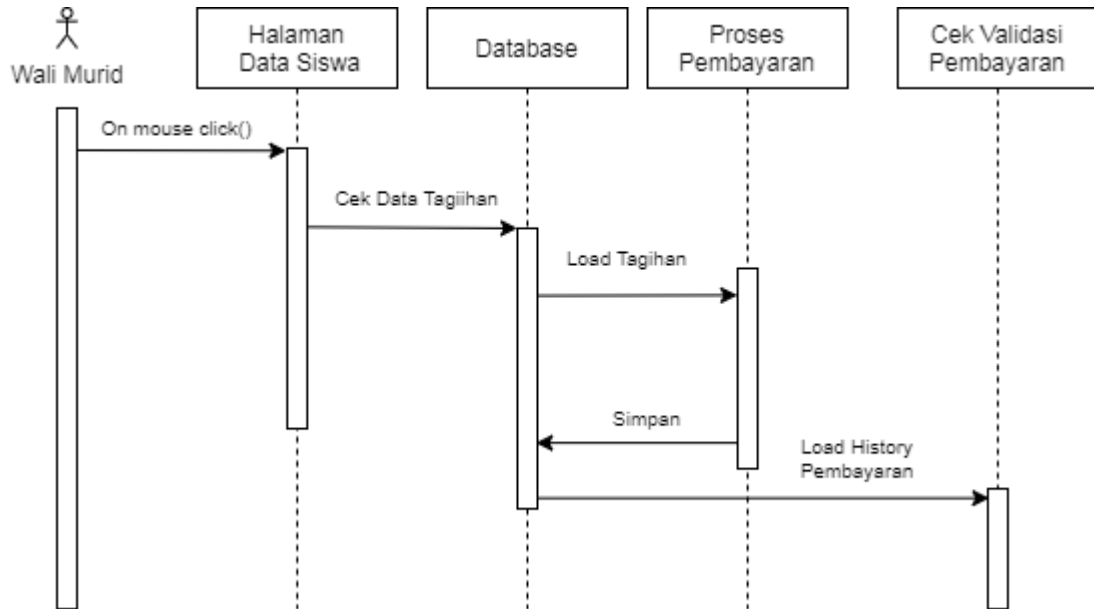 Wali Murid
Halaman
Data Siswa
Database
Proses
Pembayaran
Cek Validasi
Pembayaran
On mouse click()
Cek Data Tagiihan
Load Tagihan
Simpan
Load History
Pembayaran